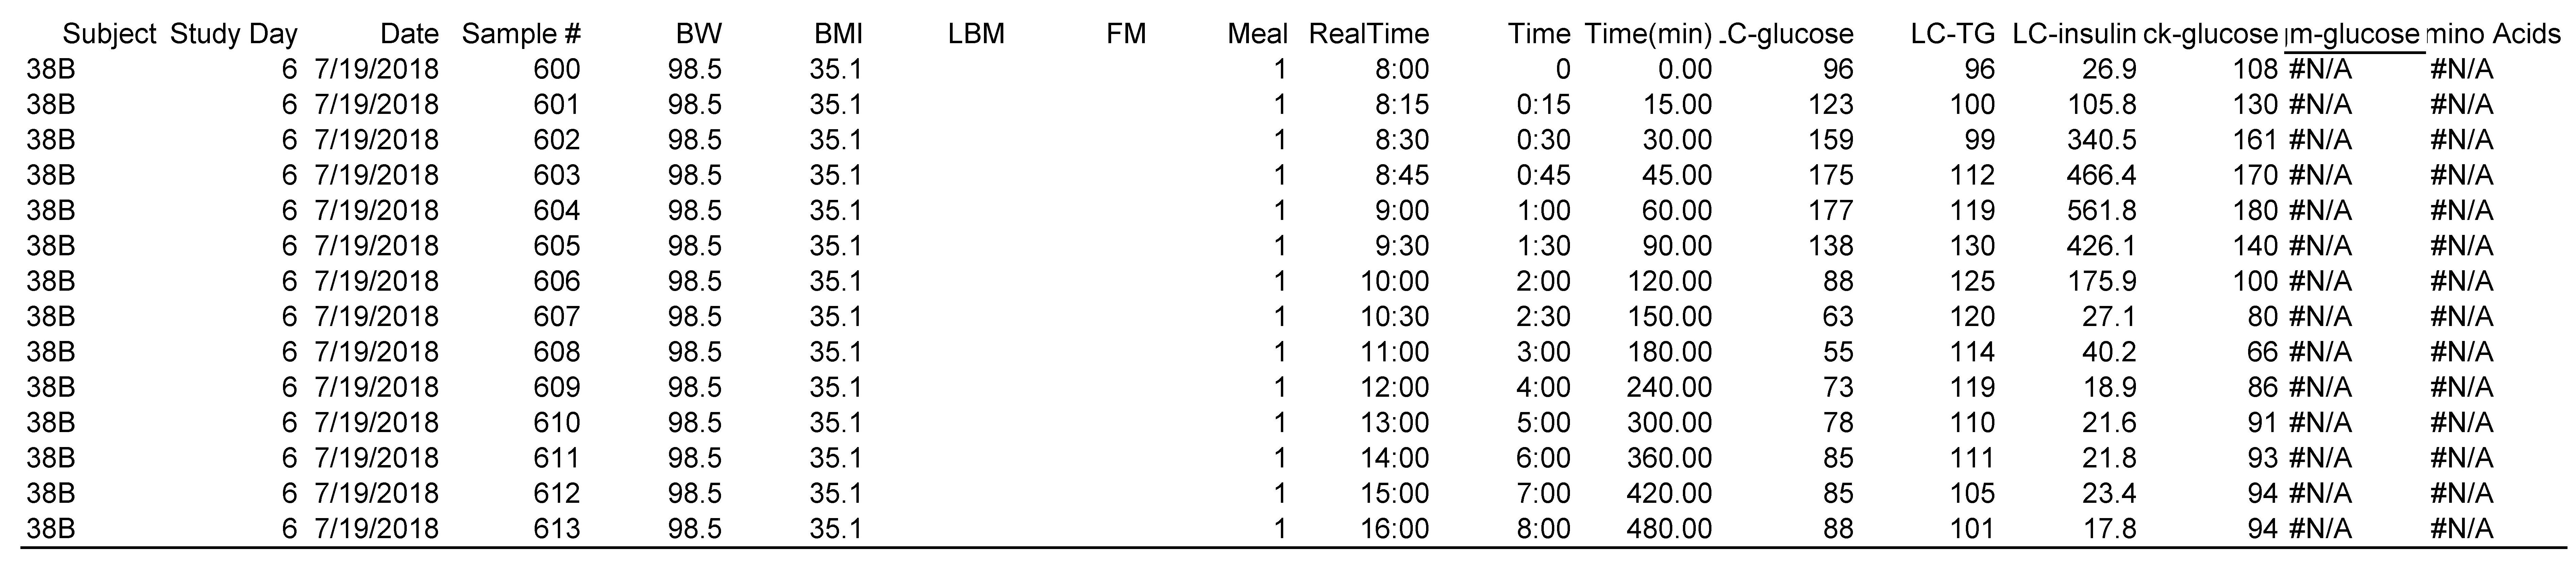 Subject Study Day Date Sample # BW BMI LBM FM Meal RealTime Time Time(min) C-glucose LC-TG LC-insulin ck-glucose m-glucose mino Acids
38B 6 7/19/2018 600 98.5 35.1 1 8:00 0 0.00 96 96 26.9 108 #N/A #N/A
38B 6 7/19/2018 601 98.5 35.1 1 8:15 0:15 15.00 123 100 105.8 130 #N/A #N/A
38B 6 7/19/2018 602 98.5 35.1 1 8:30 0:30 30.00 159 99 340.5 161 #N/A #N/A
38B 6 7/19/2018 603 98.5 35.1 1 8:45 0:45 45.00 175 112 466.4 170 #N/A #N/A
38B 6 7/19/2018 604 98.5 35.1 1 9:00 1:00 60.00 177 119 561.8 180 #N/A #N/A
38B 6 7/19/2018 605 98.5 35.1 1 9:30 1:30 90.00 138 130 426.1 140 #N/A #N/A
38B 6 7/19/2018 606 98.5 35.1 1 10:00 2:00 120.00 88 125 175.9 100 #N/A #N/A
38B 6 7/19/2018 607 98.5 35.1 1 10:30 2:30 150.00 63 120 27.1 80 #N/A #N/A
38B 6 7/19/2018 608 98.5 35.1 1 11:00 3:00 180.00 55 114 40.2 66 #N/A #N/A
38B 6 7/19/2018 609 98.5 35.1 1 12:00 4:00 240.00 73 119 18.9 86 #N/A #N/A
38B 6 7/19/2018 610 98.5 35.1 1 13:00 5:00 300.00 78 110 21.6 91 #N/A #N/A
38B 6 7/19/2018 611 98.5 35.1 1 14:00 6:00 360.00 85 111 21.8 93 #N/A #N/A
38B 6 7/19/2018 612 98.5 35.1 1 15:00 7:00 420.00 85 105 23.4 94 #N/A #N/A
38B 6 7/19/2018 613 98.5 35.1 1 16:00 8:00 480.00 88 101 17.8 94 #N/A #N/A